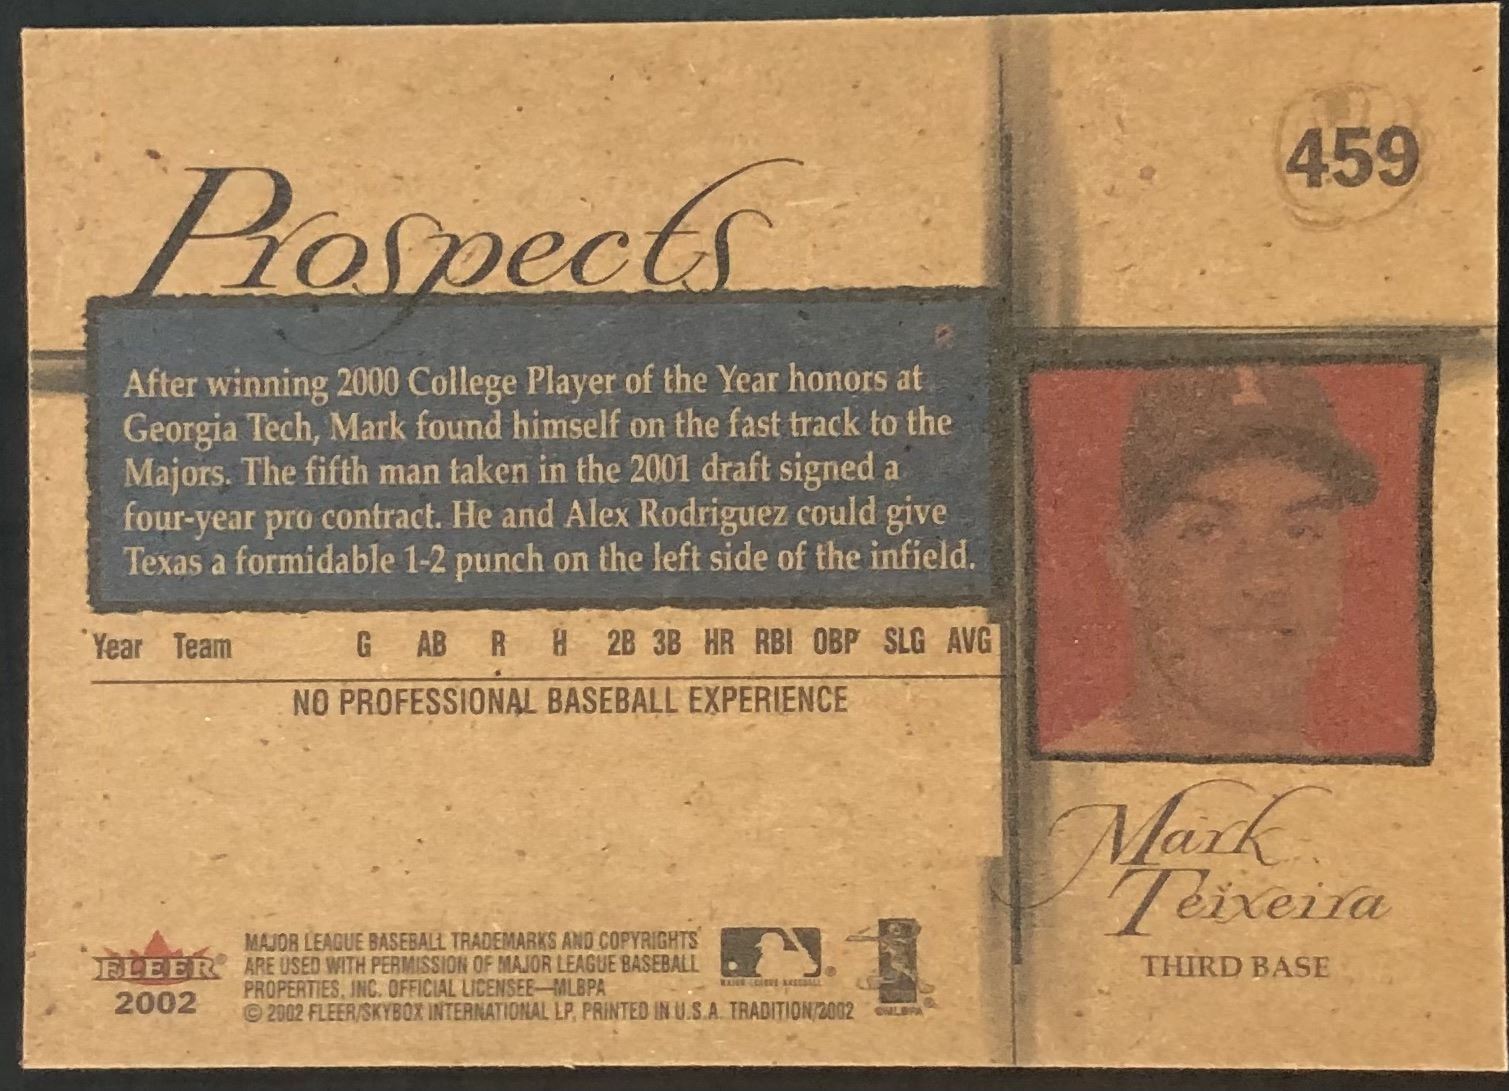 459
Prospects
After winning 2000 College Player of the Year honors at
Georgia Tech, Mark found himself on the fast track to the
Majors. The fifth man taken in the 2001 draft signed a
four-year pro contract. He and Alex Rodriguez could give
Texas a formidable 1-2 punch on the left side of the infield.
Year Team G AB R H 2B 3B HR RBI OBP SLG AVG
NO PROFESSIONAL BASEBALL EXPERIENCE
T
Mark
Teixeira
THIRD BASE
FLEER®
2002
MAJOR LEAGUE BASEBALL TRADEMARKS AND COPYRIGHTS
ARE USED WITH PERMISSION OF MAJOR LEAGUE BASEBALL
PROPERTIES, INC. OFFICIAL LICENSEE—MLBPA
© 2002 FLEER/SKYBOX INTERNATIONAL LP, PRINTED IN U.S.A. TRADITION/2002
MAJOR LEAGUE BASEBALL
®
©MLBPA